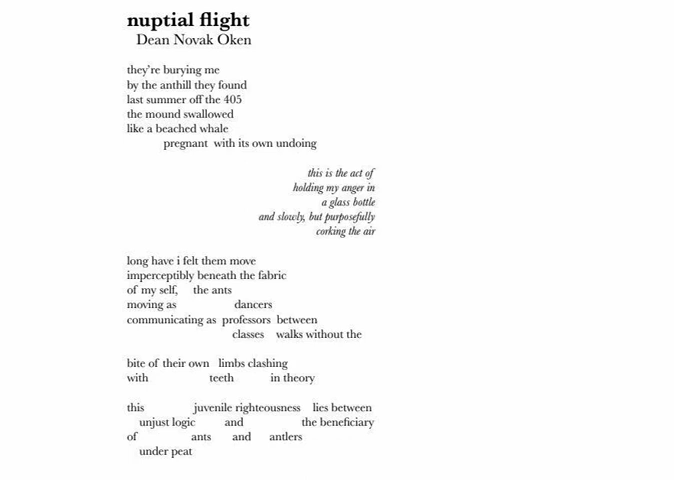 nuptial flight
Dean Novak Oken
they're burying me
by the anthill they found
last summer off the 405
the mound swallowed
like a beached whale
pregnant with its own undoing
this is the act of
holding my anger in
a glass bottle
and slowly, but purposefully
corking the air
long have i felt them move
imperceptibly beneath the fabric
of my self, the ants
moving as dancers
communicating as professors between
classes walks without the
bite of their own limbs clashing
with teeth in theory
this juvenile righteousness lies between
unjust logic and the beneficiary
of ants and antlers
under peat